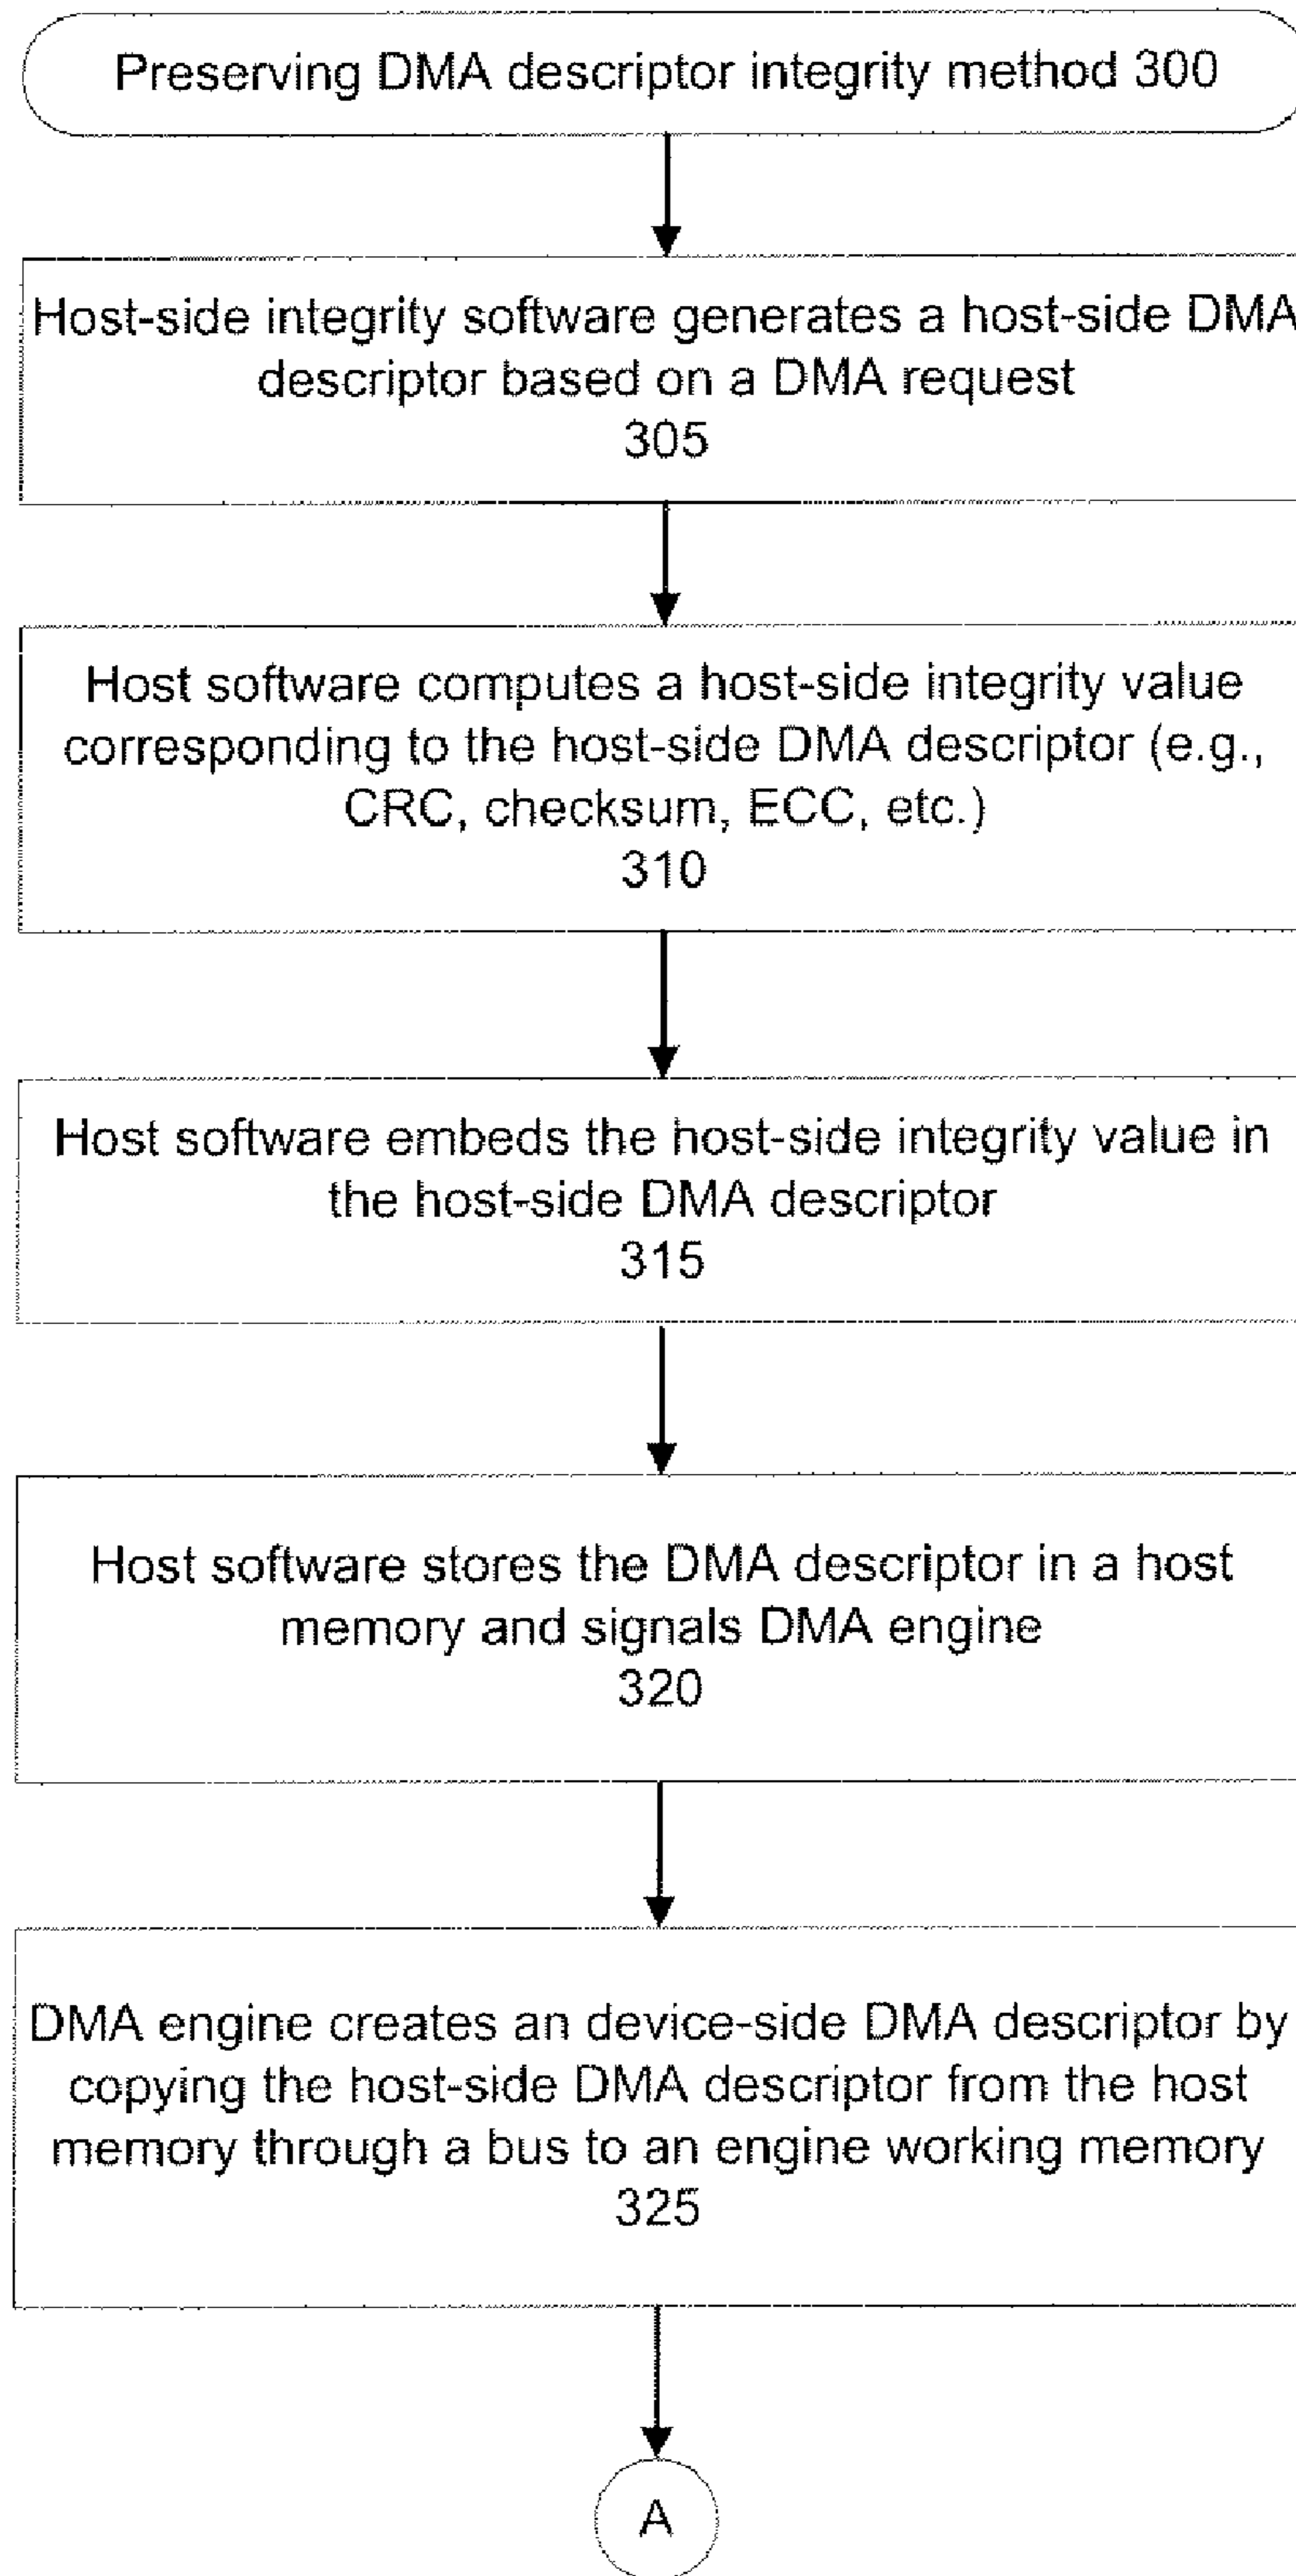 Preserving DMA descriptor integrity method 300
Host-side integrity software generates a host-side DMA
descriptor based on a DMA request
305
Host software computes a host-side integrity value
corresponding to the host-side DMA descriptor (e.g.,
CRC, checksum, ECC, etc.)
310
Host software embeds the host-side integrity value in
the host-side DMA descriptor
315
Host software stores the DMA descriptor in a host
memory and signals DMA engine
320
DMA engine creates an device-side DMA descriptor by
copying the host-side DMA descriptor from the host
memory through a bus to an engine working memory
325
A